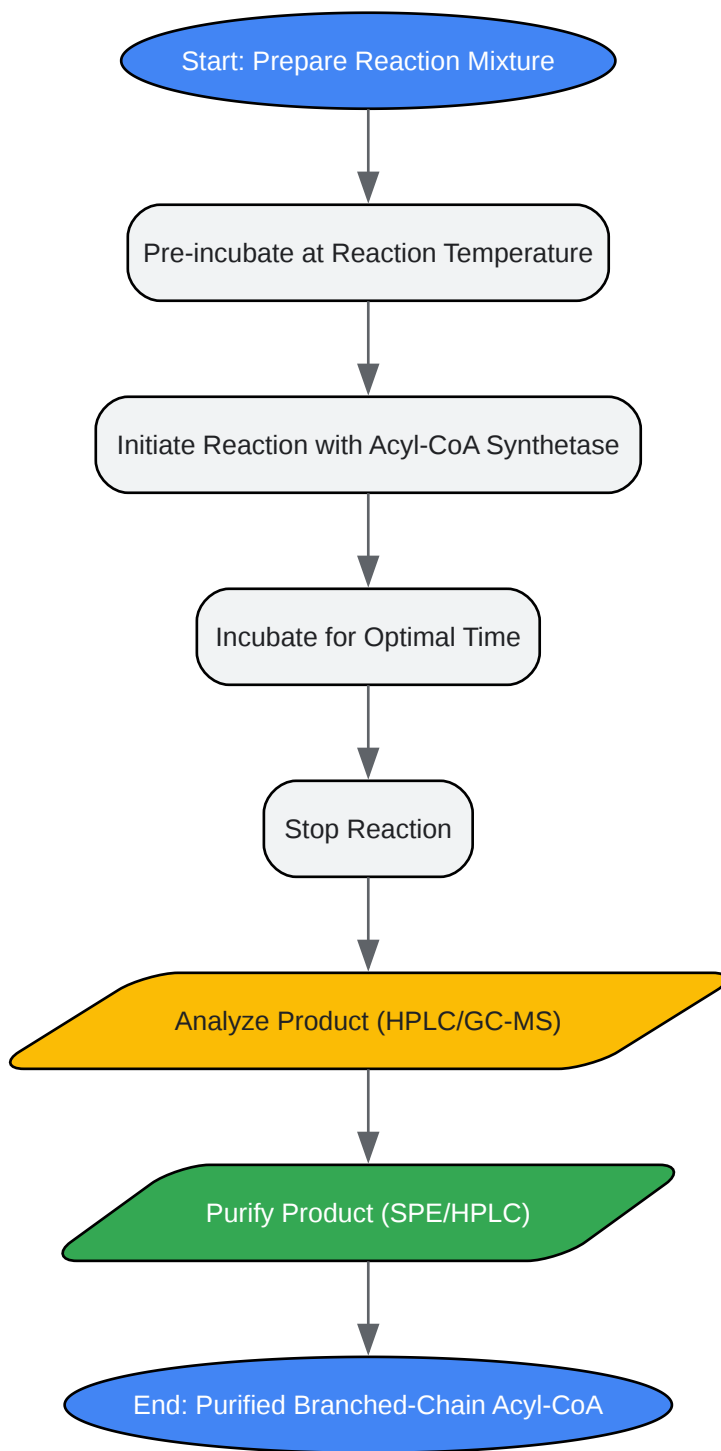 Start: Prepare Reaction Mixture
Pre-incubate at Reaction Temperature
Initiate Reaction with Acyl-CoA Synthetase
Incubate for Optimal Time
Stop Reaction
Analyze Product (HPLC/GC-MS)
Purify Product (SPE/HPLC)
End: Purified Branched-Chain Acyl-CoA